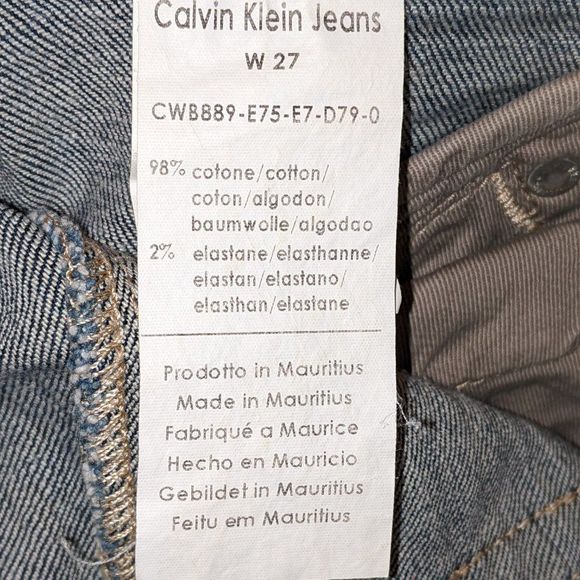 Calvin Klein Jeans
W 27
CWB889-E75-E7-D79-0
98% cotone/cotton/
coton/algodon/
baumwolle/algodao
2% elastane/elasthanne/
elastan/elastano/
elasthan/elastane
Prodotto in Mauritius
Made in Mauritius
Fabriqué a Maurice
Hecho en Mauricio
Gebildet in Mauritius
Feitu em Mauritius